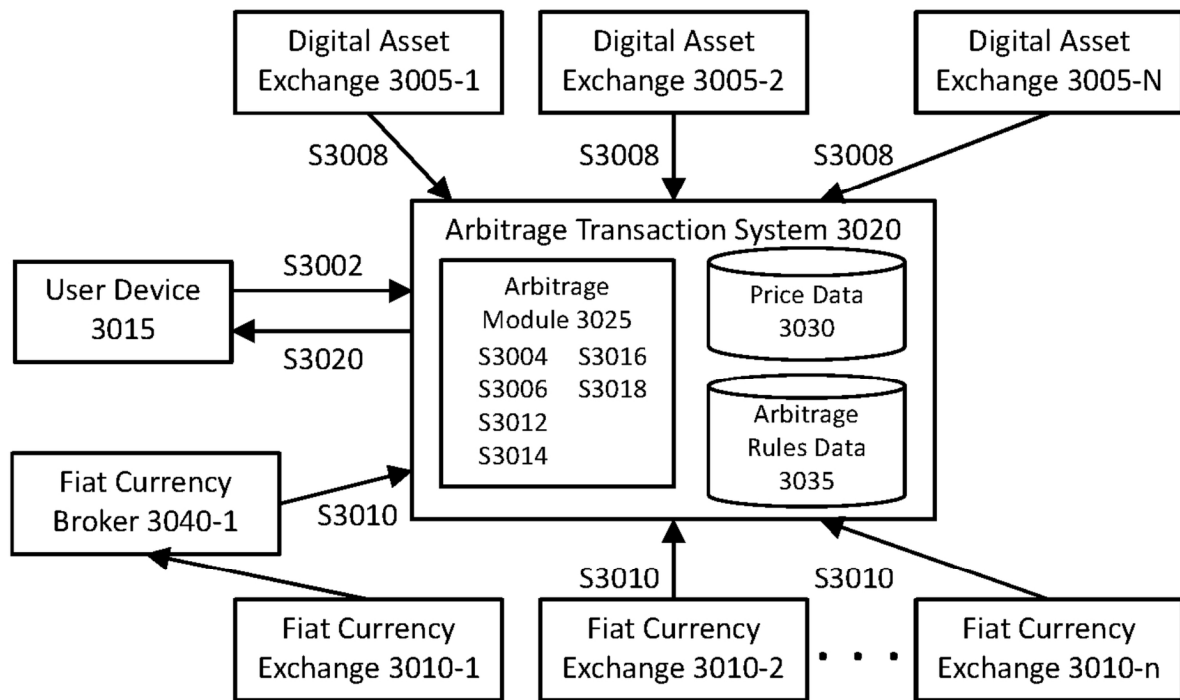 Digital Asset
Exchange 3005-1
Digital Asset
Exchange 3005-2
Digital Asset
Exchange 3005-N
S3008
S3008
S3008
Arbitrage Transaction System 3020
User Device
3015
S3002
S3020
Arbitrage
Module 3025
S3004 S3016
S3006 S3018
S3012
S3014
Price Data
3030
Arbitrage
Rules Data
3035
Fiat Currency
Broker 3040-1
S3010
S3010
S3010
Fiat Currency
Exchange 3010-1
Fiat Currency
Exchange 3010-2
. . .
Fiat Currency
Exchange 3010-n